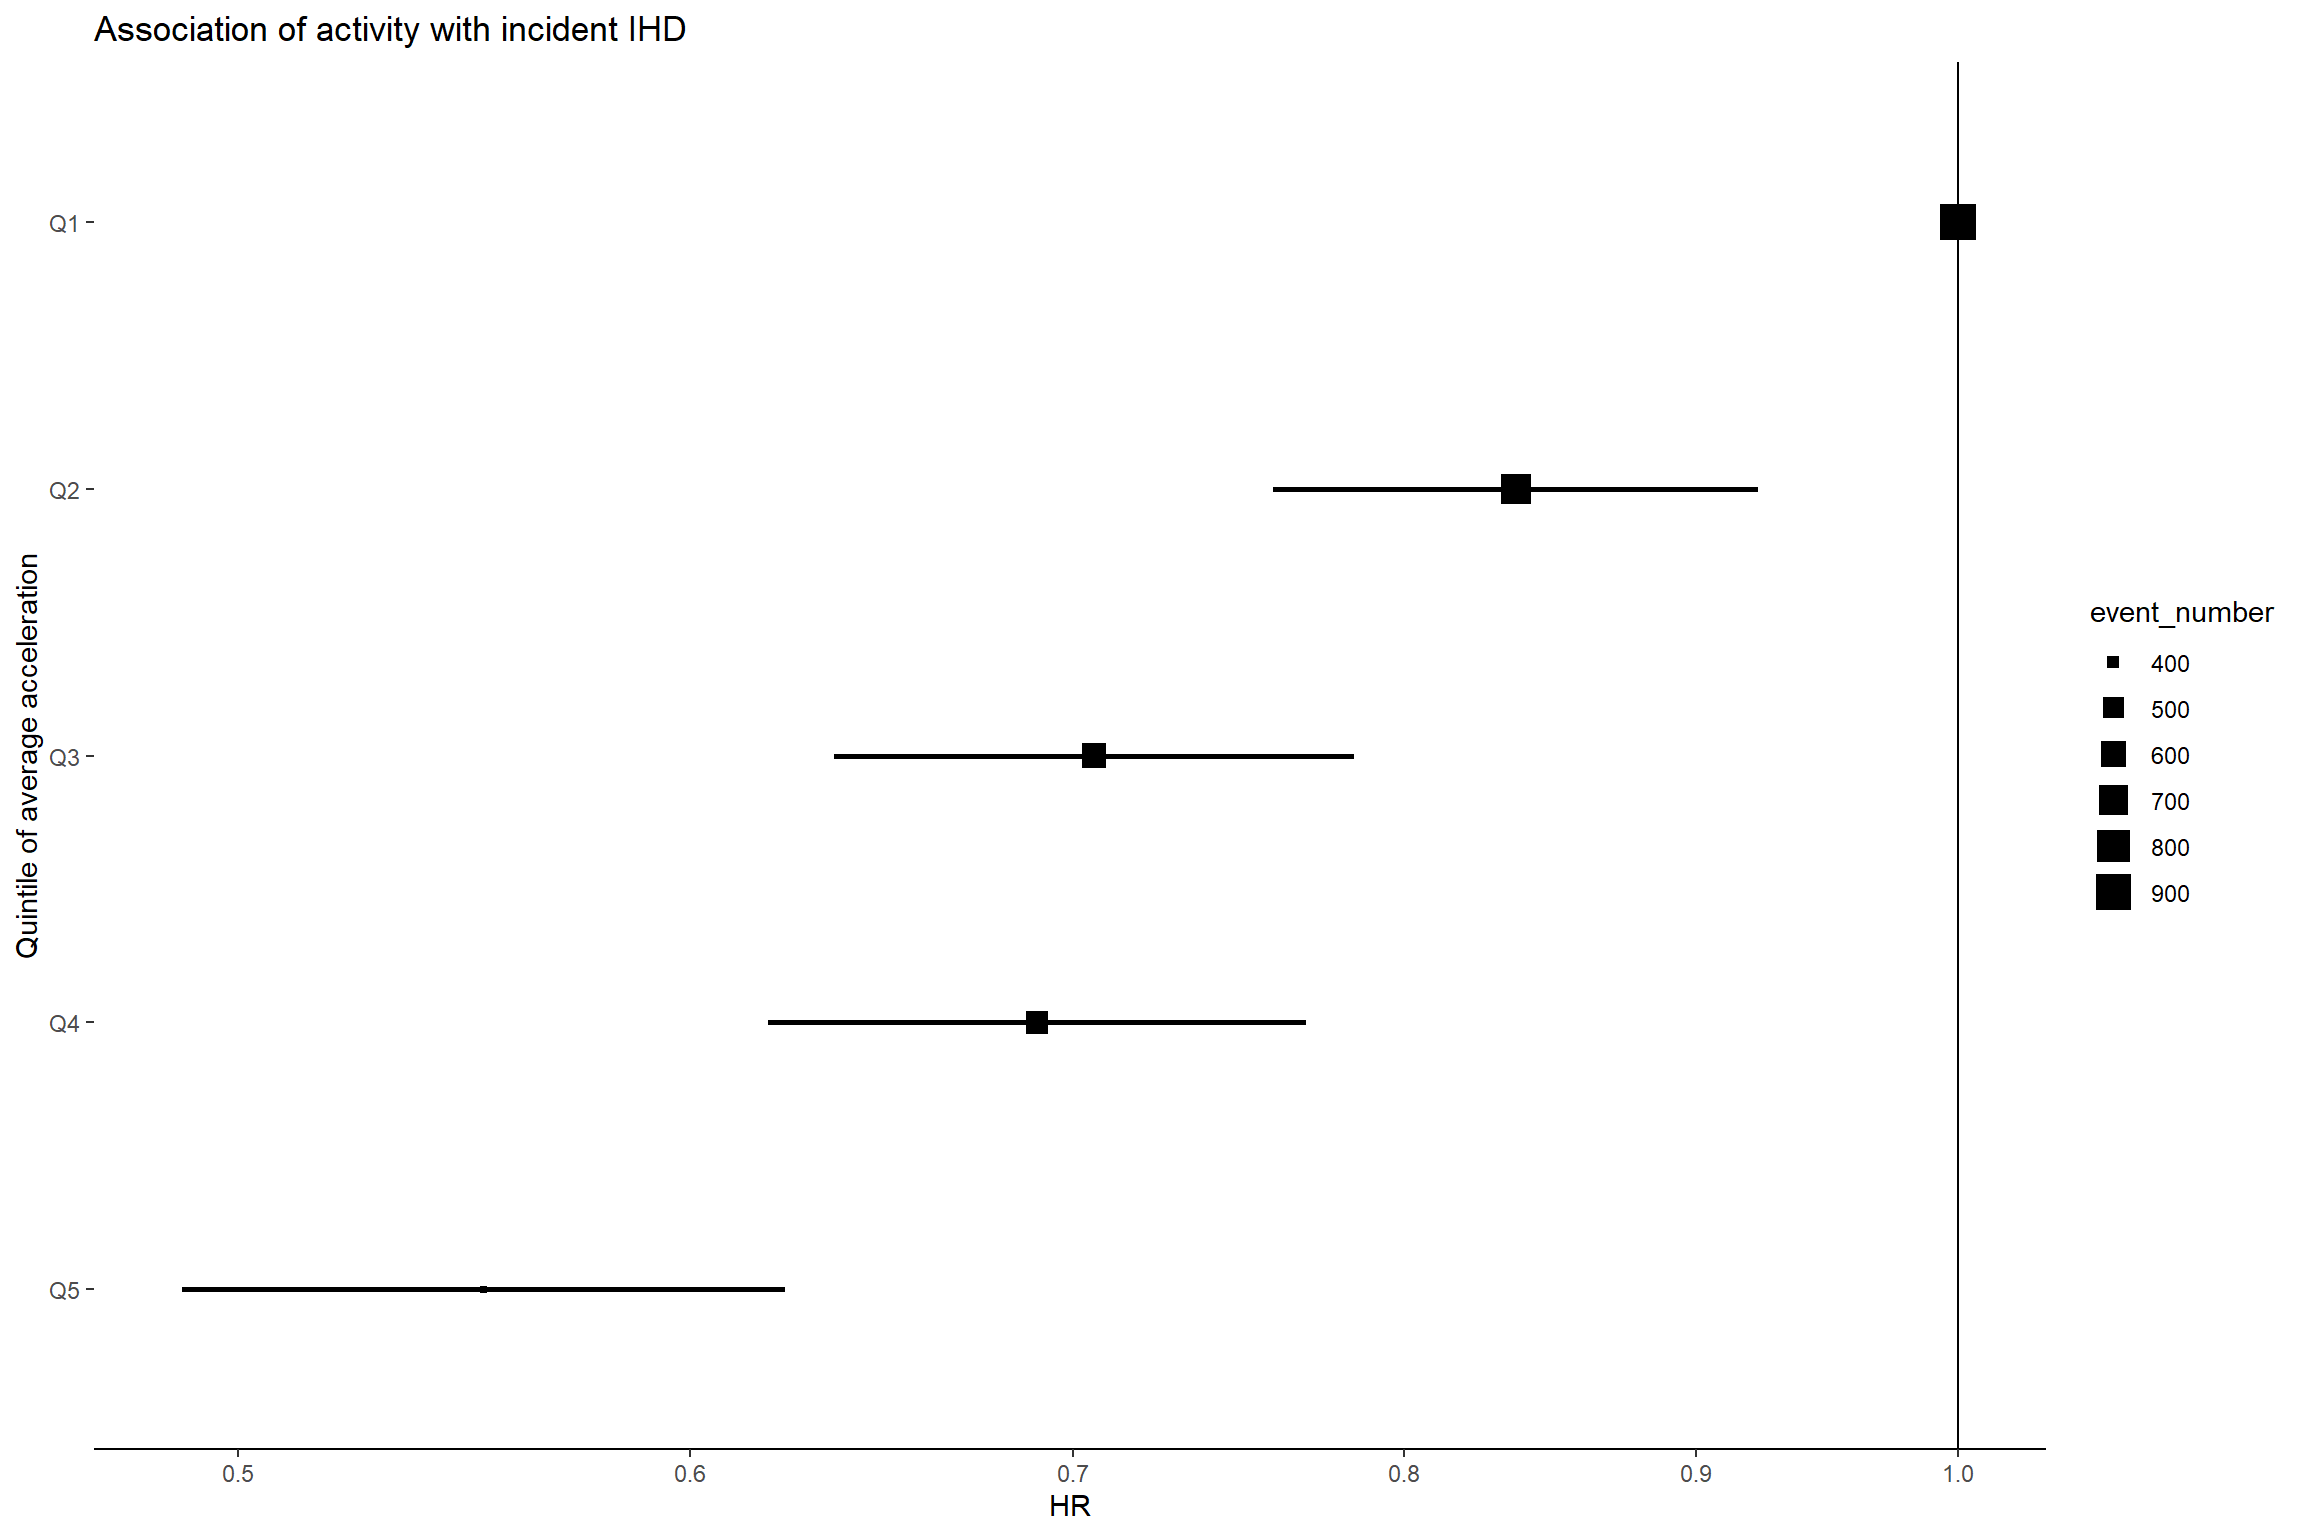 Association of activity with incident IHD
Quintile of average acceleration
Q1
Q2
Q3
Q4
Q5
0.5 0.6 0.7 0.8 0.9 1.0
HR
event_number
400
500
600
700
800
900